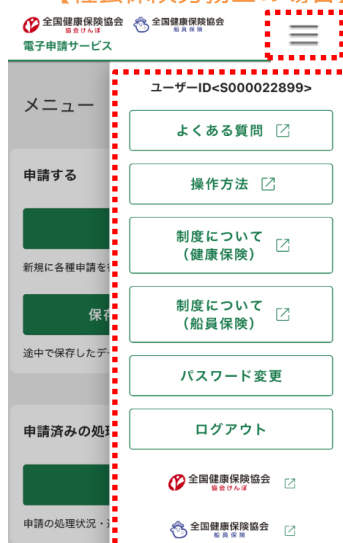 全国健康保険協会 全国健康保険協会
協会けんぽ 船員保険
電子申請サービス
ユーザーID<S000022899>
メニュー
よくある質問
申請する
操作方法
制度について
(健康保険)
新規に各種申請を
制度について
(船員保険)
保存
途中で保存したデー
パスワード変更
申請済みの処理
ログアウト
全国健康保険協会
協会けんぽ
申請の処理状況・
全国健康保険協会
船員保険